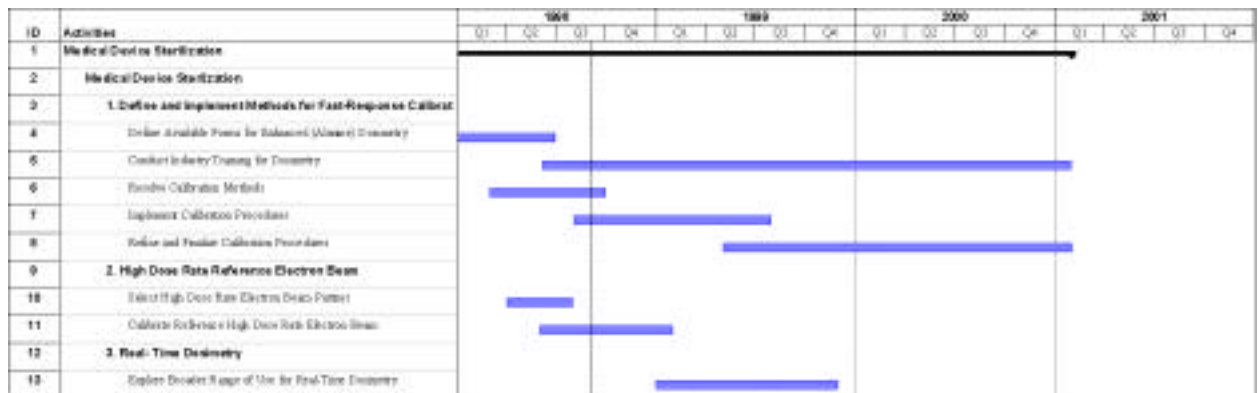 1998 1999 2000 2001
ID Activities Q1 Q2 Q3 Q4 Q1 Q2 Q3 Q4 Q1 Q2 Q3 Q4 Q1 Q2 Q3 Q4
1 Medical Device Sterilization
2 Medical Device Sterilization
3 1. Define and Implement Methods for Fast-Response Calibrat
4 Define Available Forms for Enhanced (Alanine) Dosimetry
5 Conduct Industry Training for Dosimetry
6 Resolve Calibration Methods
7 Implement Calibration Procedures
8 Refine and Finalize Calibration Procedures
9 2. High Dose Rate Reference Electron Beam
10 Select High Dose Rate Electron Beam Partner
11 Calibrate Reference High Dose Rate Electron Beam
12 3. Real- Time Dosimetry
13 Explore Broader Range of Use for Real-Time Dosimetry